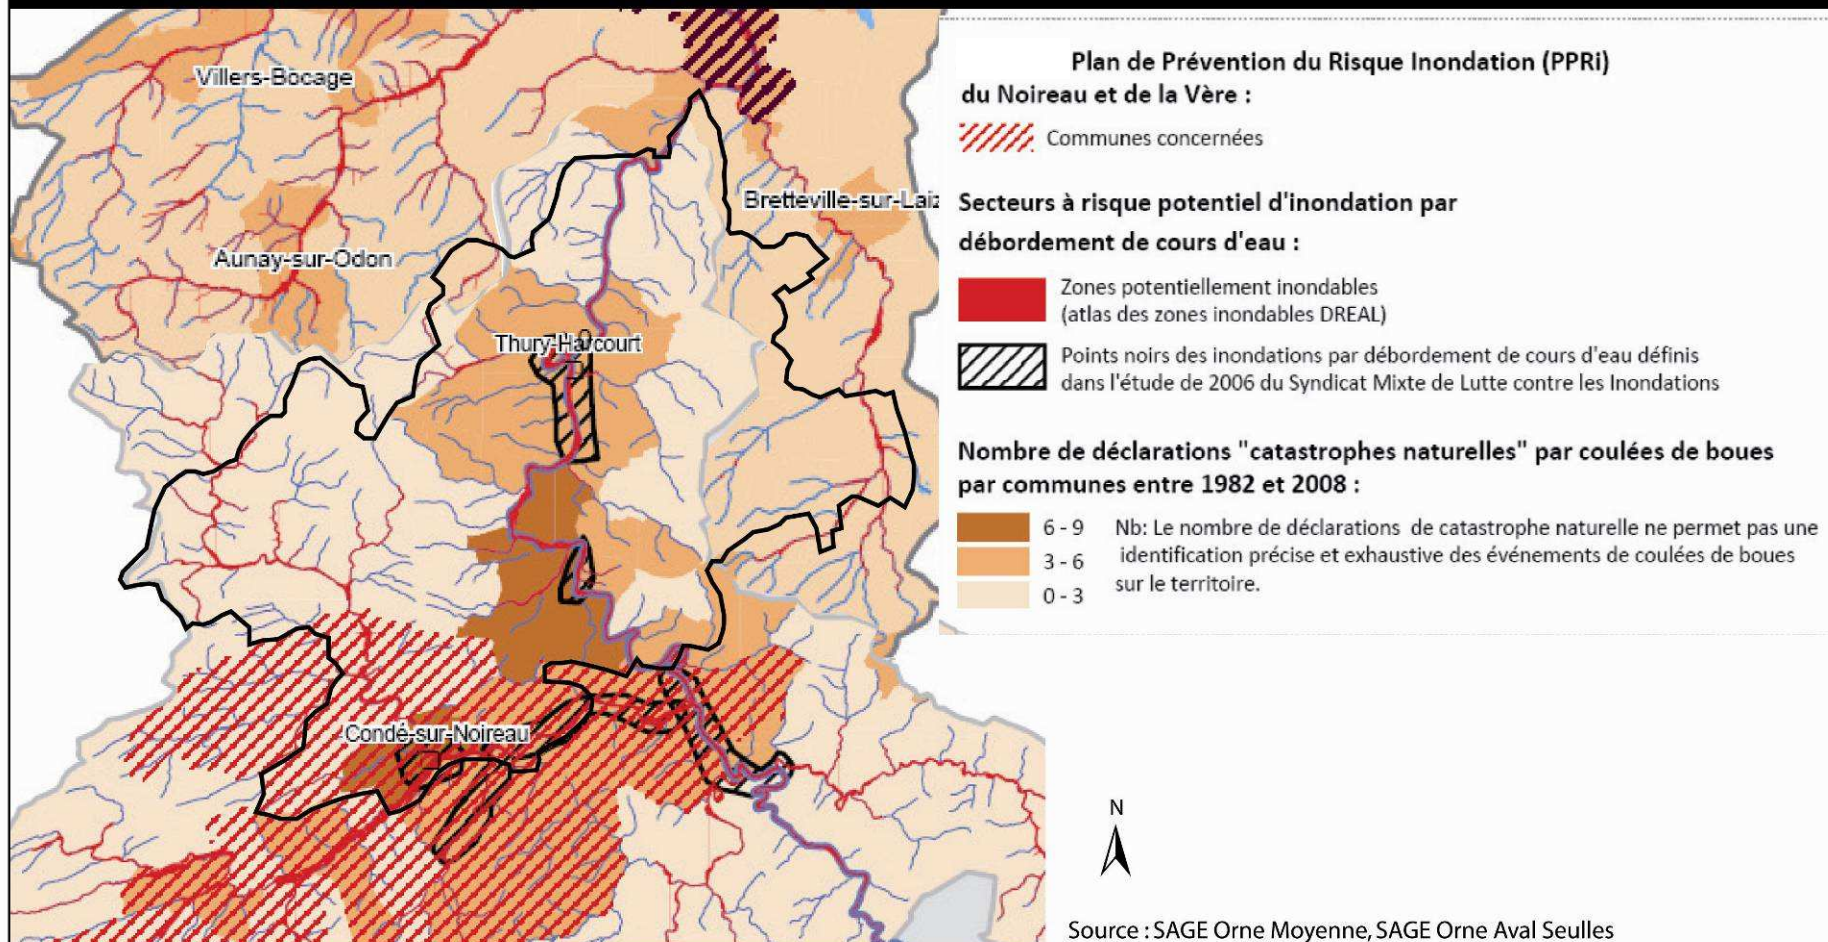 Villers-Bocage
Bretteville-sur-Laiz
Aunay-sur-Odon
Thury-Harcourt
Condé-sur-Noireau
Plan de Prévention du Risque Inondation (PPRi)
du Noireau et de la Vère :
Communes concernées
Secteurs à risque potentiel d'inondation par
débordement de cours d'eau :
Zones potentiellement inondables
(atlas des zones inondables DREAL)
Points noirs des inondations par débordement de cours d'eau définis
dans l'étude de 2006 du Syndicat Mixte de Lutte contre les Inondations
Nombre de déclarations "catastrophes naturelles" par coulées de boues
par communes entre 1982 et 2008 :
6 - 9
3 - 6
0 - 3
Nb: Le nombre de déclarations de catastrophe naturelle ne permet pas une
identification précise et exhaustive des événements de coulées de boues
sur le territoire.
N
Source : SAGE Orne Moyenne, SAGE Orne Aval Seulles